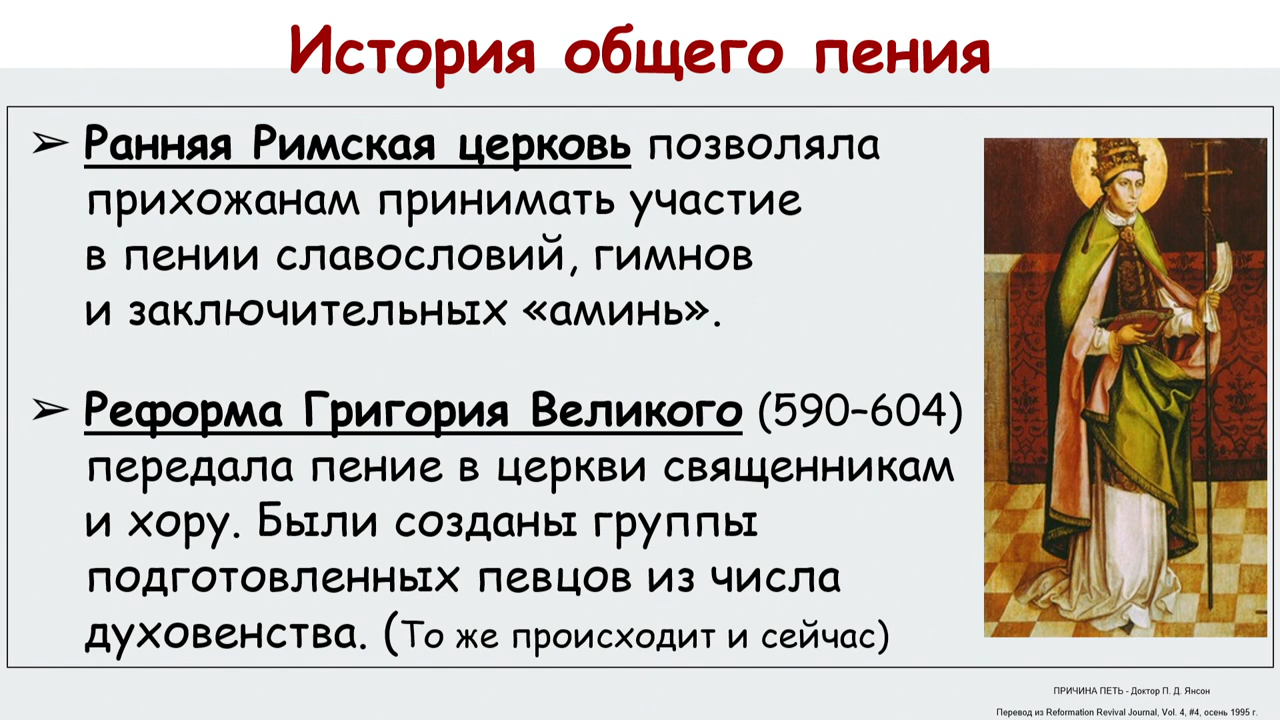 История общего пения
➢ Ранняя Римская церковь позволяла
прихожанам принимать участие
в пении славословий, гимнов
и заключительных «аминь».
➢ Реформа Григория Великого (590–604)
передала пение в церкви священникам
и хору. Были созданы группы
подготовленных певцов из числа
духовенства. (То же происходит и сейчас)
ПРИЧИНА ПЕТЬ - Доктор П. Д. Янсон
Перевод из Reformation Revival Journal, Vol. 4, #4, осень 1995 г.